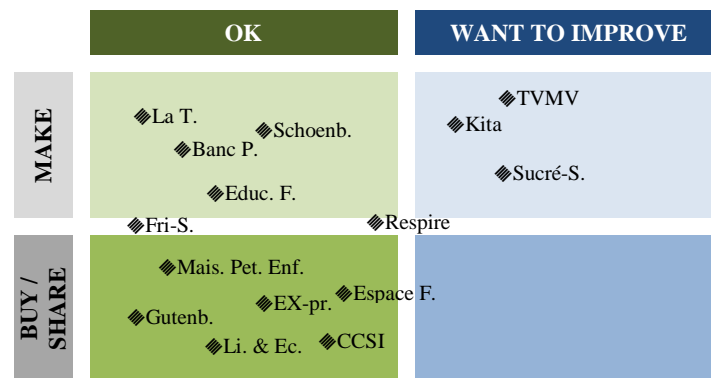 OK
WANT TO IMPROVE
MAKE
La T.
Schoenb.
Banc P.
Educ. F.
TVMV
Kita
Sucré-S.
Fri-S.
Respire
BUY /
SHARE
Mais. Pet. Enf.
Espace F.
EX-pr.
Gutenb.
Li. & Ec.
CCSI